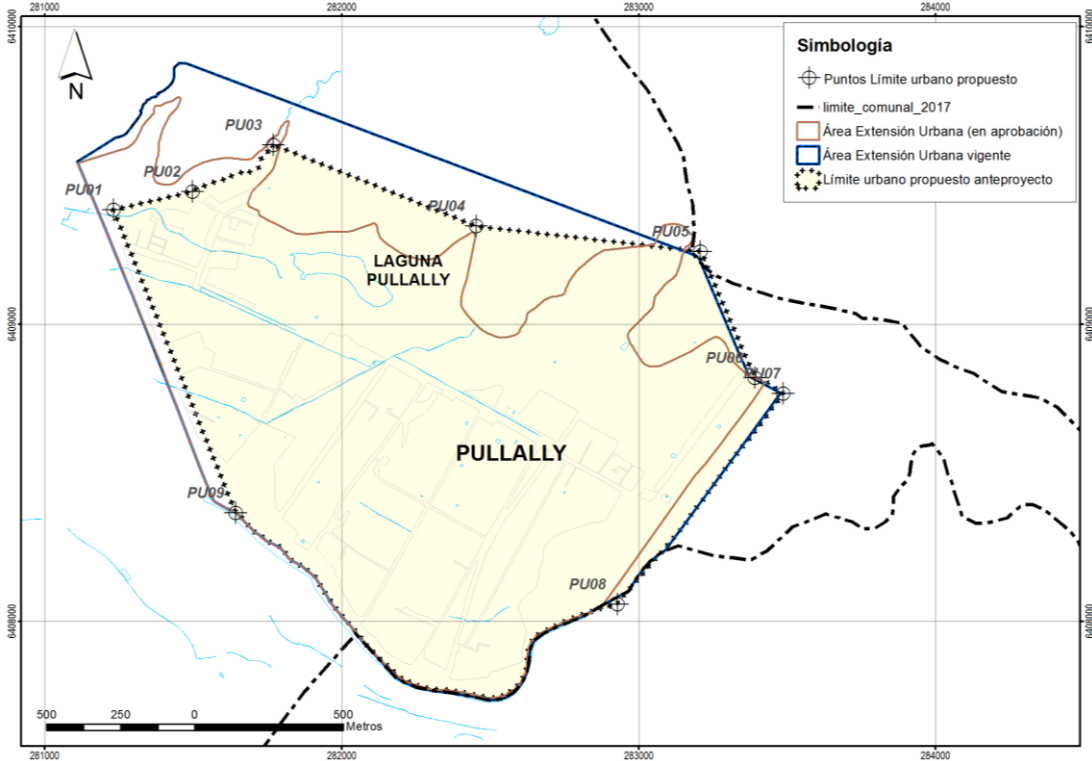 281000
282000
283000
284000
6410000
6410000
N
Simbología
Puntos Límite urbano propuesto
limite_comunal_2017
Área Extensión Urbana (en aprobación)
Área Extensión Urbana vigente
Límite urbano propuesto anteproyecto
PU03
PU02
PU01
PU04
PU05
LAGUNA
PULLALLY
6409000
6409000
PU06
PU07
PULLALLY
PU09
PU08
6408000
6408000
500
250
0
500
Metros
281000
282000
283000
284000